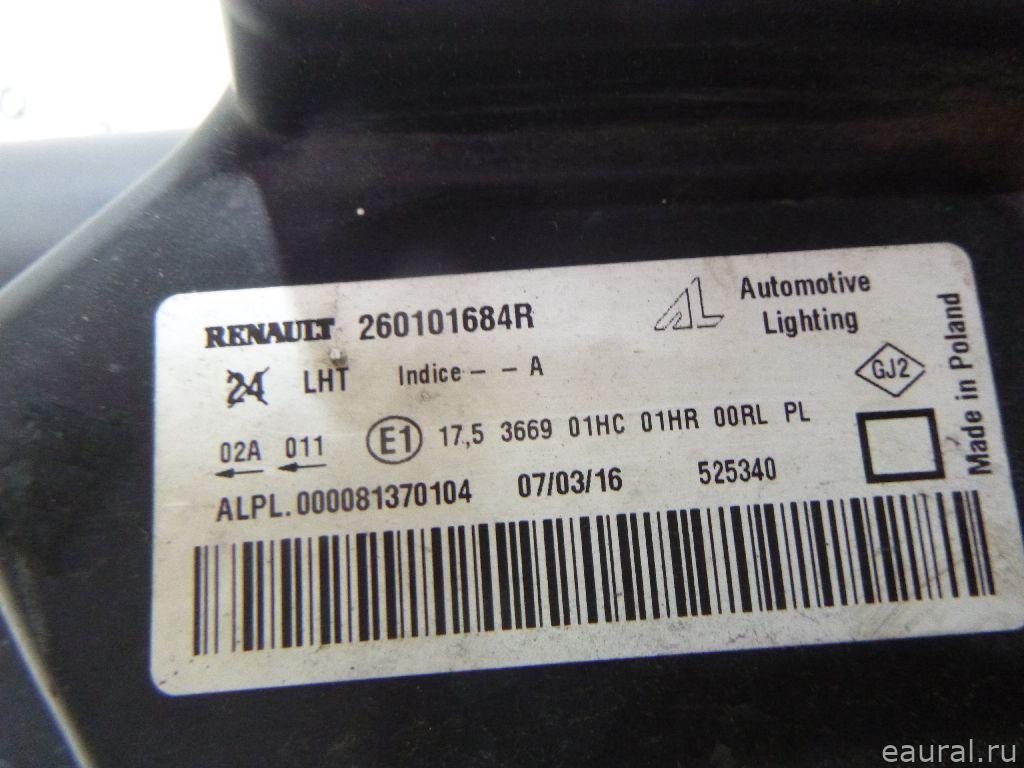 RENAULT 260101684R
AL Automotive Lighting
24 LHT Indice - - A
GJ2
Made in Poland
02A 011 E1 17,5 3669 01HC 01HR 00RL PL
ALPL.000081370104 07/03/16 525340
eaural.ru